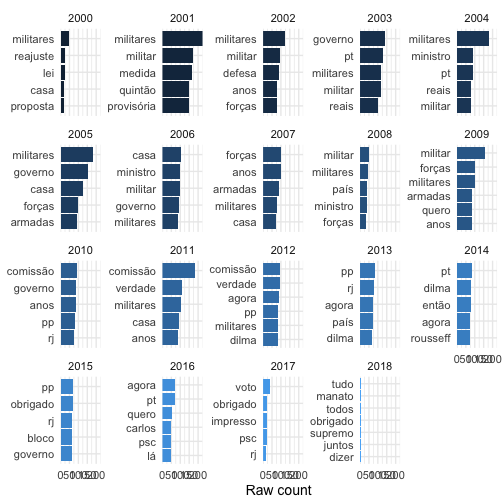 2000 2001 2002 2003 2004
militares militares militares governo militares
reajuste militar militar pt ministro
lei medida defesa militares pt
casa quintão anos militar reais
proposta provisória forças reais militar
2005 2006 2007 2008 2009
militares casa forças militar militar
governo ministro anos militares forças
casa militar armadas país militares
forças governo militares ministro armadas
armadas militares casa forças quero
anos
2010 2011 2012 2013 2014
comissão comissão comissão pp pt
governo verdade verdade rj dilma
anos militares agora agora então
pp casa pp país agora
rj anos militares dilma rousseff
dilma
2015 2016 2017 2018
pp agora voto tudo
obrigado pt obrigado manato
rj quero impresso todos
bloco carlos psc obrigado
governo psc rj supremo
lá juntos
dizer
Raw count